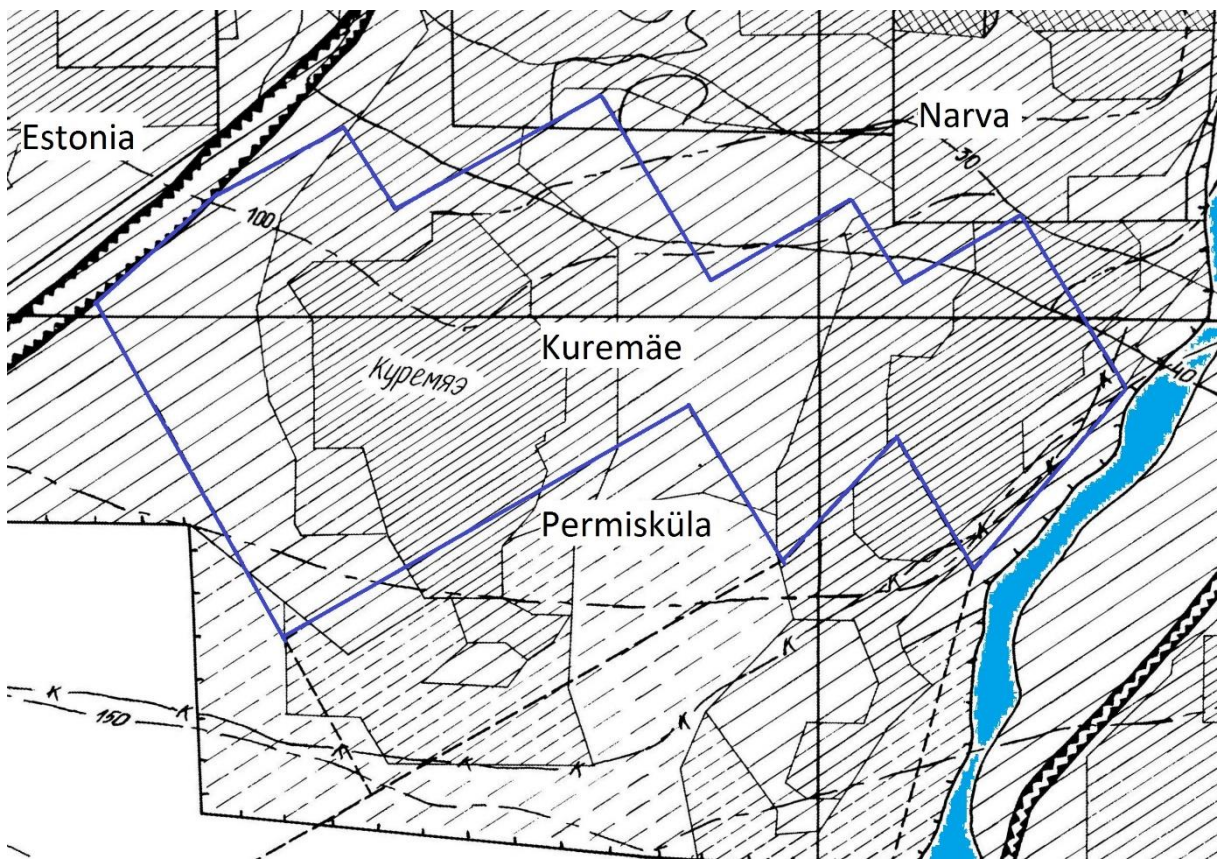 Narva
Estonia
30
100
Kuremäe
Куремяэ
40
K
K
Permisküla
K
K
K
K
K
150
K
K
K
K